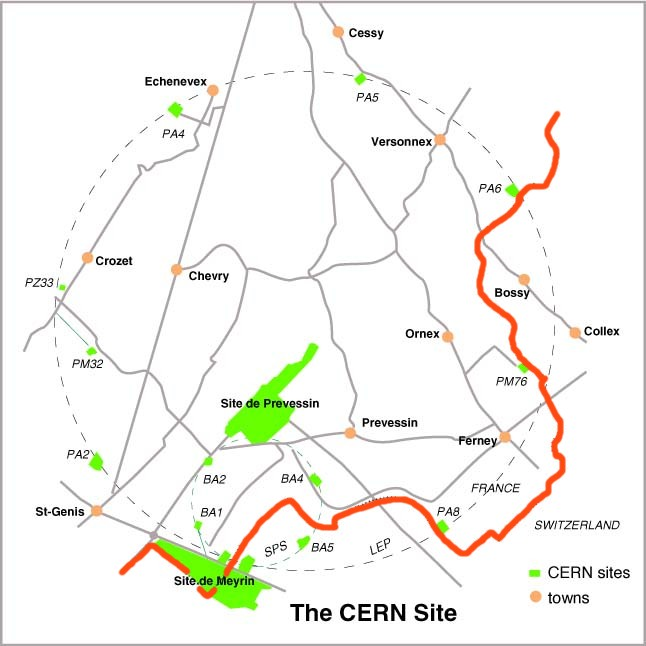 Cessy
Echenevex
PA5
PA4
Versonnex
PA6
Crozet
Chevry
PZ33
Bossy
Collex
Ornex
PM32
PM76
Site de Prevessin
Prevessin
Ferney
PA2
BA2
BA4
FRANCE
St-Genis
BA1
PA8
SWITZERLAND
SPS
BA5
LEP
Site de Meyrin
CERN sites
towns
The CERN Site